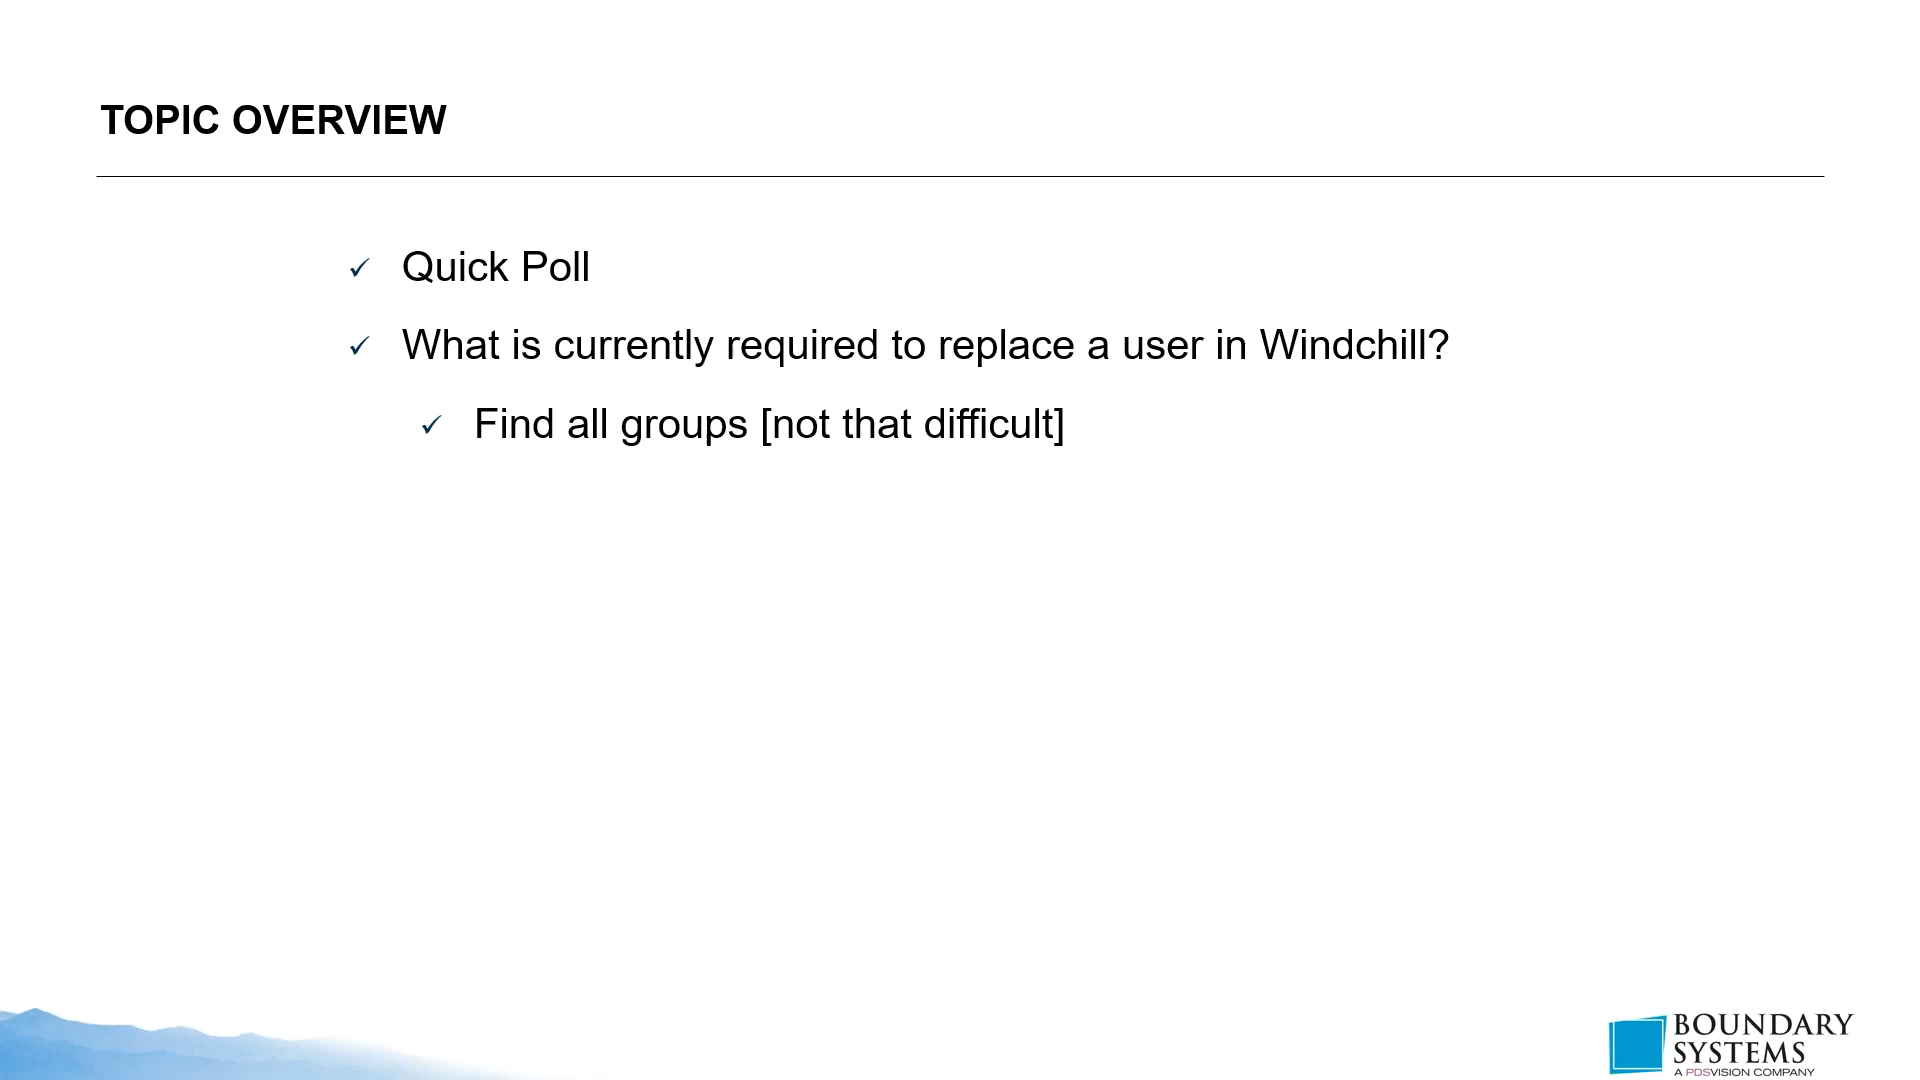 TOPIC OVERVIEW
✓ Quick Poll
✓ What is currently required to replace a user in Windchill?
✓ Find all groups [not that difficult]
BOUNDARY
SYSTEMS
A PDSVISION COMPANY